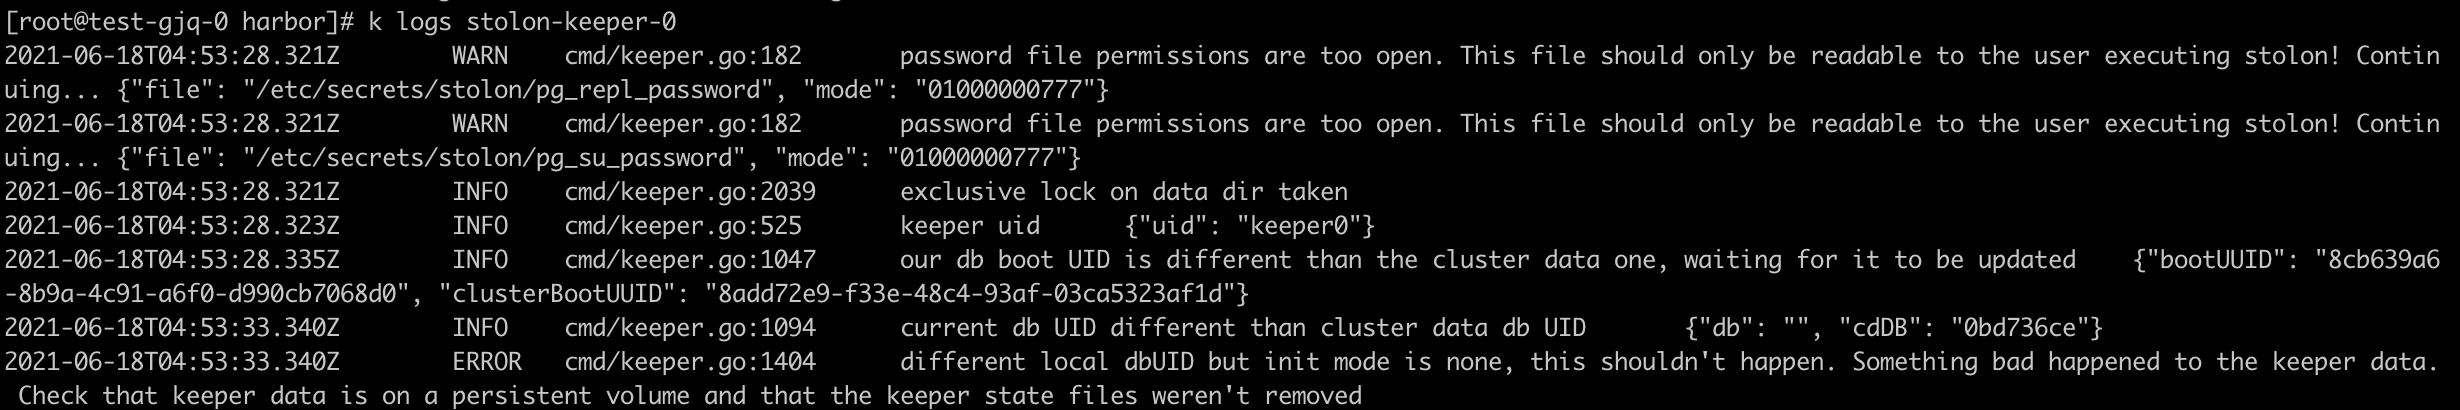 [root@test-gjq-0 harbor]# k logs stolon-keeper-0
2021-06-18T04:53:28.321Z        WARN    cmd/keeper.go:182       password file permissions are too open. This file should only be readable to the user executing stolon! Contin
uing... {"file": "/etc/secrets/stolon/pg_repl_password", "mode": "01000000777"}
2021-06-18T04:53:28.321Z        WARN    cmd/keeper.go:182       password file permissions are too open. This file should only be readable to the user executing stolon! Contin
uing... {"file": "/etc/secrets/stolon/pg_su_password", "mode": "01000000777"}
2021-06-18T04:53:28.321Z        INFO    cmd/keeper.go:2039      exclusive lock on data dir taken
2021-06-18T04:53:28.323Z        INFO    cmd/keeper.go:525       keeper uid      {"uid": "keeper0"}
2021-06-18T04:53:28.335Z        INFO    cmd/keeper.go:1047      our db boot UID is different than the cluster data one, waiting for it to be updated    {"bootUUID": "8cb639a6
-8b9a-4c91-a6f0-d990cb7068d0", "clusterBootUUID": "8add72e9-f33e-48c4-93af-03ca5323af1d"}
2021-06-18T04:53:33.340Z        INFO    cmd/keeper.go:1094      current db UID different than cluster data db UID       {"db": "", "cdDB": "0bd736ce"}
2021-06-18T04:53:33.340Z        ERROR   cmd/keeper.go:1404      different local dbUID but init mode is none, this shouldn't happen. Something bad happened to the keeper data.
 Check that keeper data is on a persistent volume and that the keeper state files weren't removed